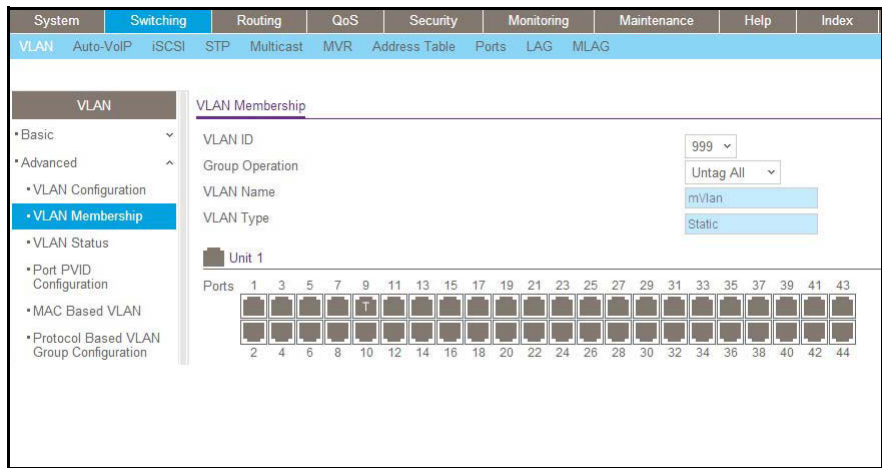 System Switching Routing QoS Security Monitoring Maintenance Help Index
VLAN Auto-VoIP iSCSI STP Multicast MVR Address Table Ports LAG MLAG
VLAN
•Basic
•Advanced
•VLAN Configuration
•VLAN Membership
•VLAN Status
•Port PVID
Configuration
•MAC Based VLAN
•Protocol Based VLAN
Group Configuration
VLAN Membership
VLAN ID 999
Group Operation Untag All
VLAN Name mVlan
VLAN Type Static
Unit 1
Ports 1 3 5 7 9 11 13 15 17 19 21 23 25 27 29 31 33 35 37 39 41 43
T
2 4 6 8 10 12 14 16 18 20 22 24 26 28 30 32 34 36 38 40 42 44